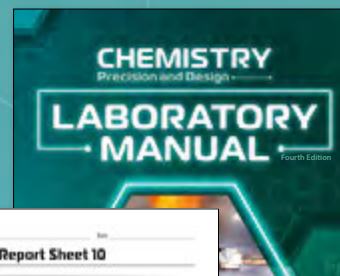 CHEMISTRY
Precision and Design
LABORATORY
MANUAL
Fourth Edition
Report Sheet 10